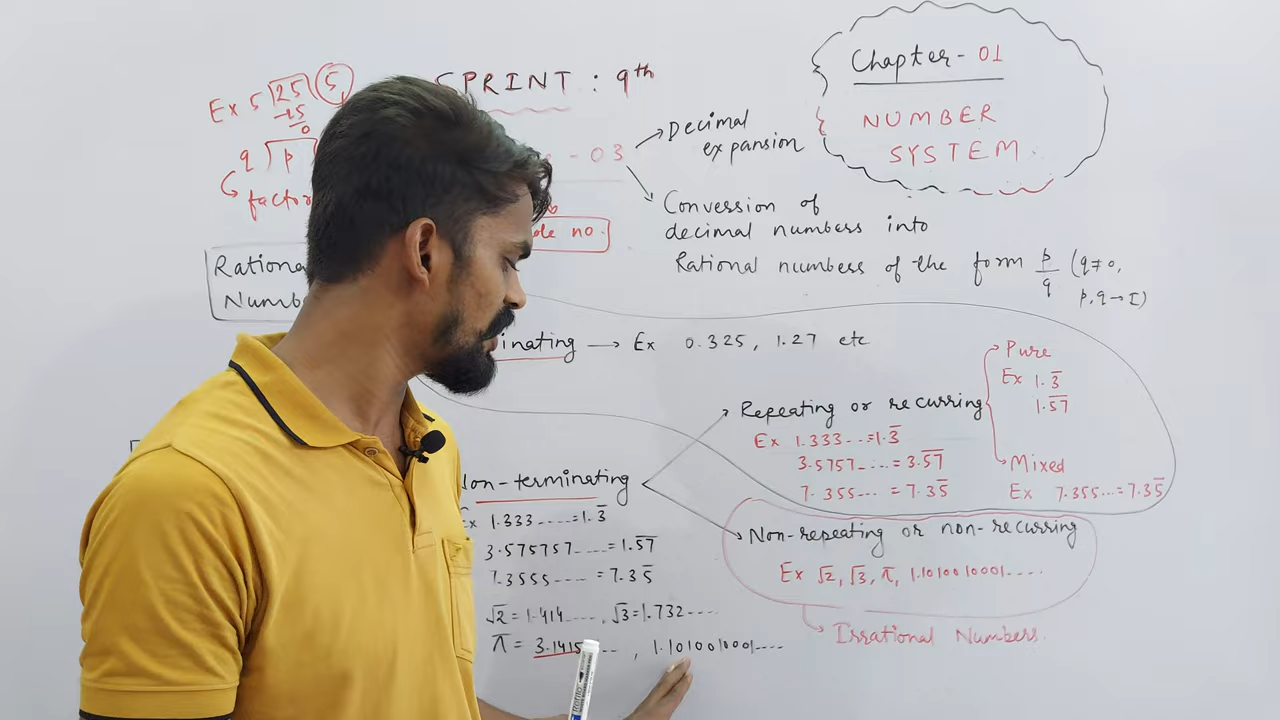 Chapter-01
NUMBER
SYSTEM
SPRINT : 9th
Ex 5 25 5
25
0
q p
factor
- 03
Decimal
expansion
Conversion of
decimal numbers into
Rational numbers of the form p/q (q≠0,
p,q→I)
no.
Rational
Numb
inating → Ex 0.325, 1.27 etc
Non-terminating
Ex 1.333.....=1.3̅
3.575757....=1.5̅7̅
7.3555.....=7.35̅
√2=1.414....., √3=1.732.....
π = 3.1415... , 1.1010010001....
Repeating or recurring
Ex 1.333...=1.3̅
3.5757....=3.5̅7̅
7.355...=7.35̅
Pure
Ex 1.3̅
1.5̅7̅
Mixed
Ex 7.355...=7.35̅
Non-repeating or non-recurring
Ex √2, √3, π, 1.1010010001....
Irrational Numbers.